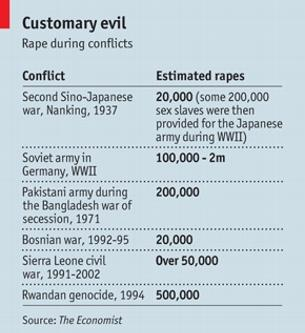 Customary evil
Rape during conflicts
Conflict Estimated rapes
Second Sino-Japanese 20,000 (some 200,000
war, Nanking, 1937 sex slaves were then
provided for the Japanese
army during WWII)
Soviet army in 100,000 - 2m
Germany, WWII
Pakistani army during 200,000
the Bangladesh war of
secession, 1971
Bosnian war, 1992-95 20,000
Sierra Leone civil Over 50,000
war, 1991-2002
Rwandan genocide, 1994 500,000
Source: The Economist